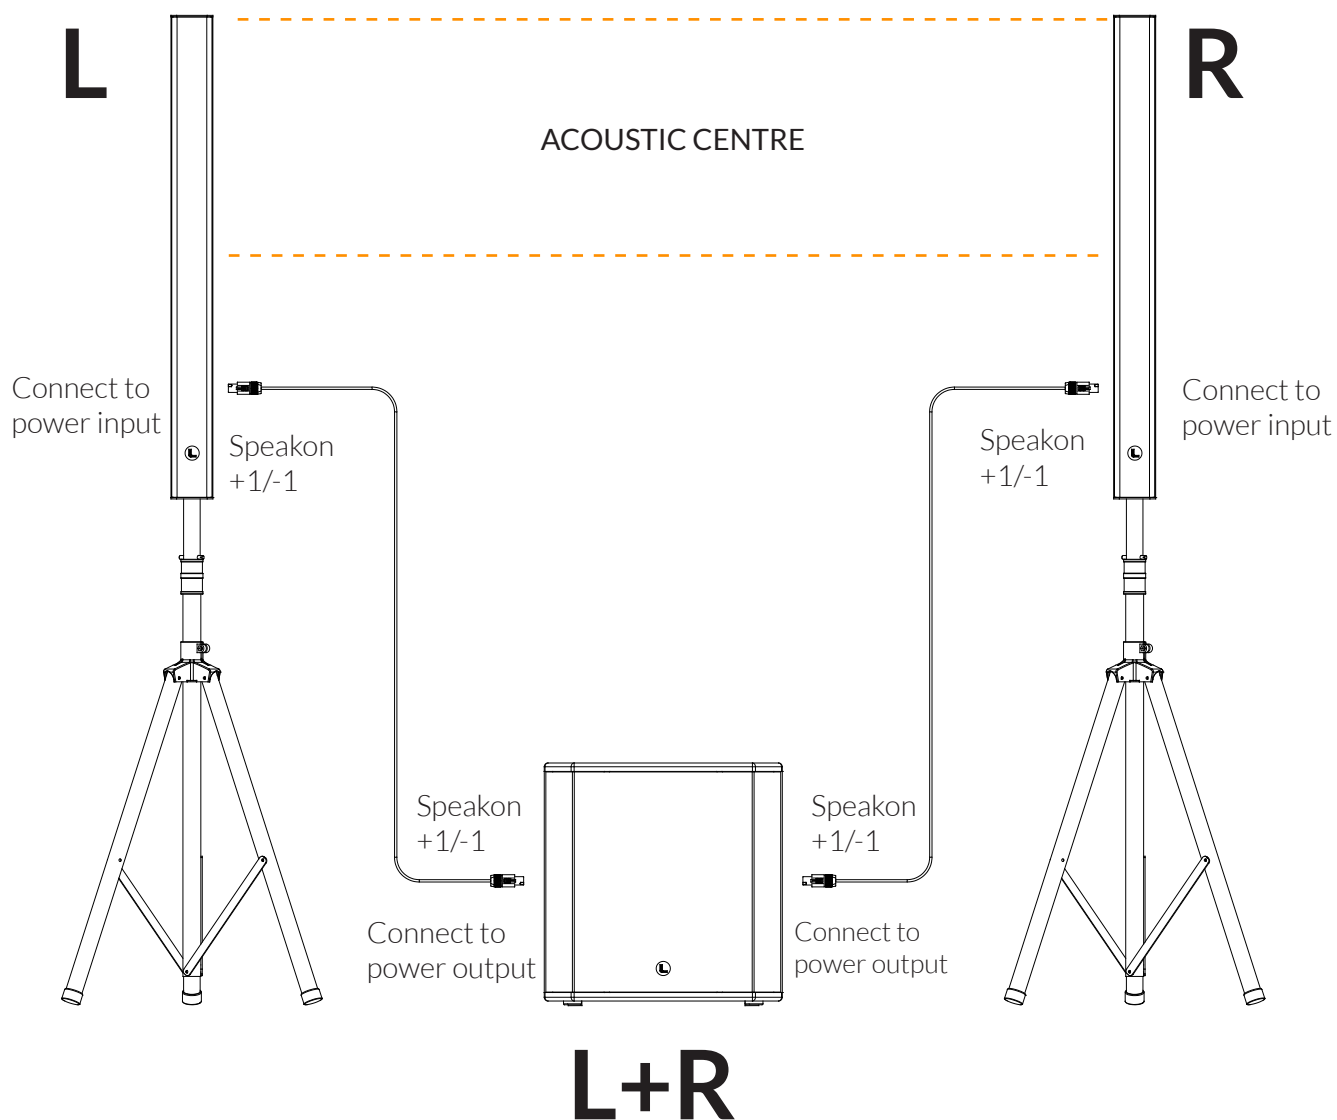 L
R
ACOUSTIC CENTRE
Connect to
power input
Speakon
+1/-1
Speakon
+1/-1
Connect to
power input
Speakon
+1/-1
Speakon
+1/-1
Connect to
power output
Connect to
power output
L+R